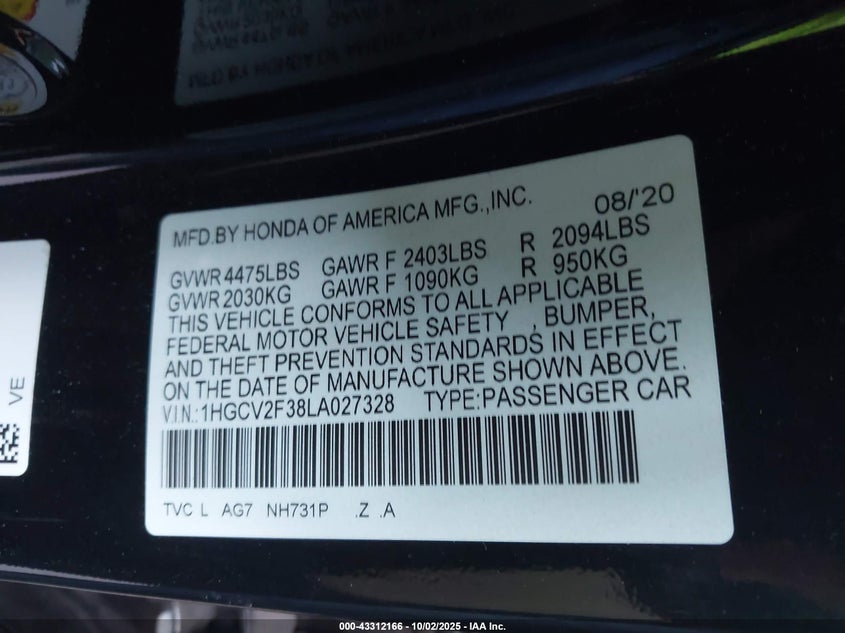 MFD.BY HONDA OF AMERICA MFG.,INC. 08/'20
GVWR 4475LBS GAWR F 2403LBS R 2094LBS
GVWR 2030KG GAWR F 1090KG R 950KG
THIS VEHICLE CONFORMS TO ALL APPLICABLE
FEDERAL MOTOR VEHICLE SAFETY , BUMPER,
AND THEFT PREVENTION STANDARDS IN EFFECT
ON THE DATE OF MANUFACTURE SHOWN ABOVE.
V.I.N.:1HGCV2F38LA027328 TYPE:PASSENGER CAR
TVC L AG7 NH731P .Z .A
VE
000-43312166 - 10/02/2025 - IAA Inc.